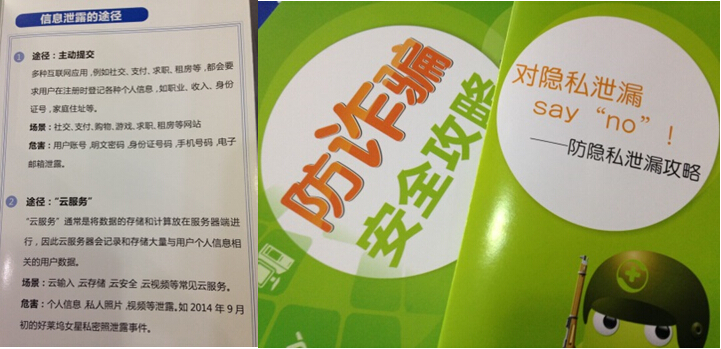 信息泄露的途径
1 途径：主动提交
多种互联网应用，例如社交、支付、求职、租房等，都会要
求用户在注册时登记各种个人信息，如职业、收入、身份
证号，家庭住址等。
场景：社交、支付、购物、游戏、求职、租房等网站
危害：用户账号，明文密码，身份证号码，手机号码，电子
邮箱泄露。
2 途径：“云服务”
“云服务”通常是将数据的存储和计算放在服务器端进
行，因此云服务器会记录和存储大量与用户个人信息相
关的用户数据。
场景：云输入、云存储、云安全、云视频等常见云服务。
危害：个人信息、私人照片，视频等泄露。如 2014 年 9 月
初的好莱坞女星私密照泄露事件。
防诈骗
安全攻略
对隐私泄漏
say “no”！
——防隐私泄漏攻略